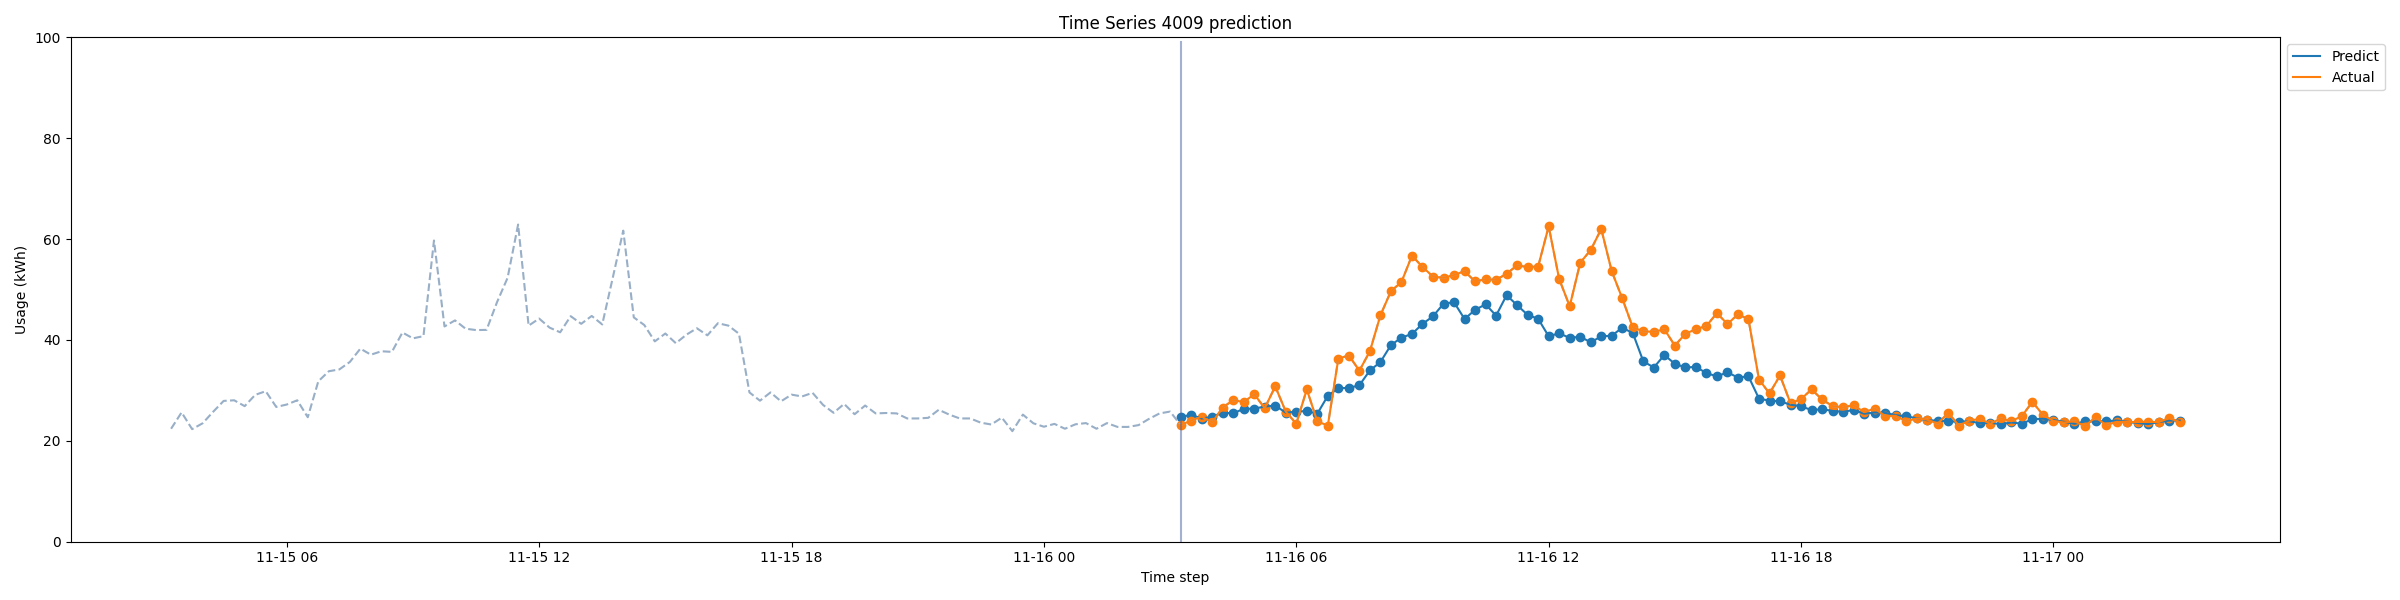 Time Series 4009 prediction
Predict
Actual
Usage (kWh)
100
80
60
40
20
0
11-15 06
11-15 12
11-15 18
11-16 00
11-16 06
11-16 12
11-16 18
11-17 00
Time step